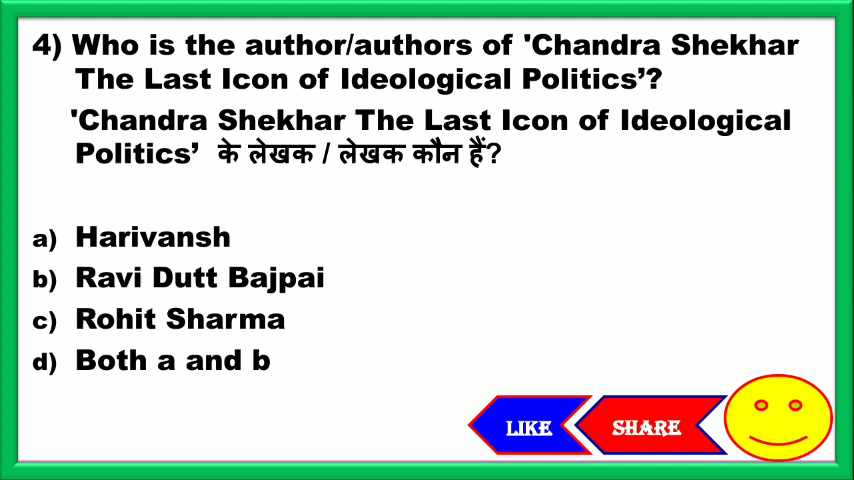 4) Who is the author/authors of 'Chandra Shekhar
The Last Icon of Ideological Politics’?
'Chandra Shekhar The Last Icon of Ideological
Politics’ के लेखक / लेखक कौन हैं?
a) Harivansh
b) Ravi Dutt Bajpai
c) Rohit Sharma
d) Both a and b
LIKE SHARE